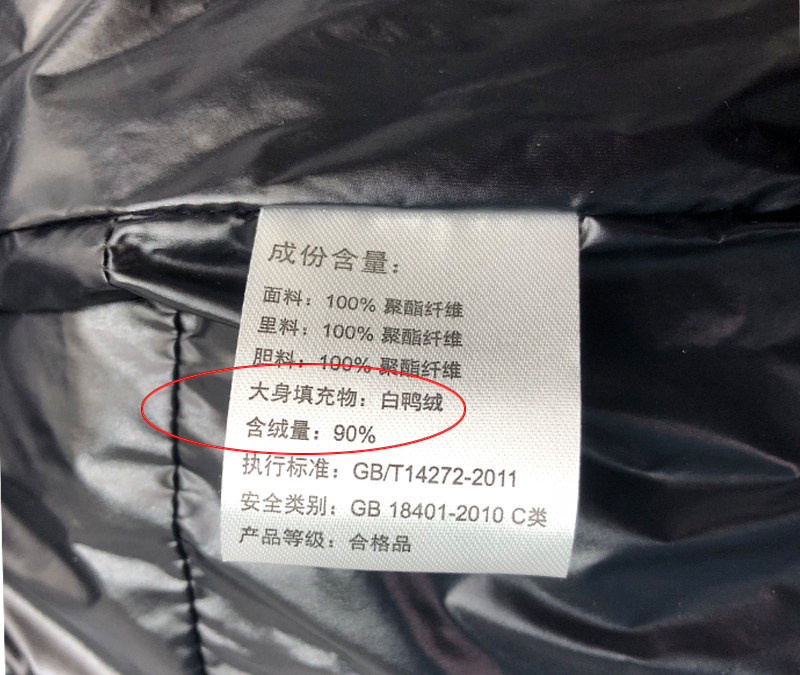 成份含量：
面料：100% 聚酯纤维
里料：100% 聚酯纤维
胆料：100% 聚酯纤维
大身填充物：白鸭绒
含绒量：90%
执行标准：GB/T14272-2011
安全类别：GB 18401-2010 C类
产品等级：合格品